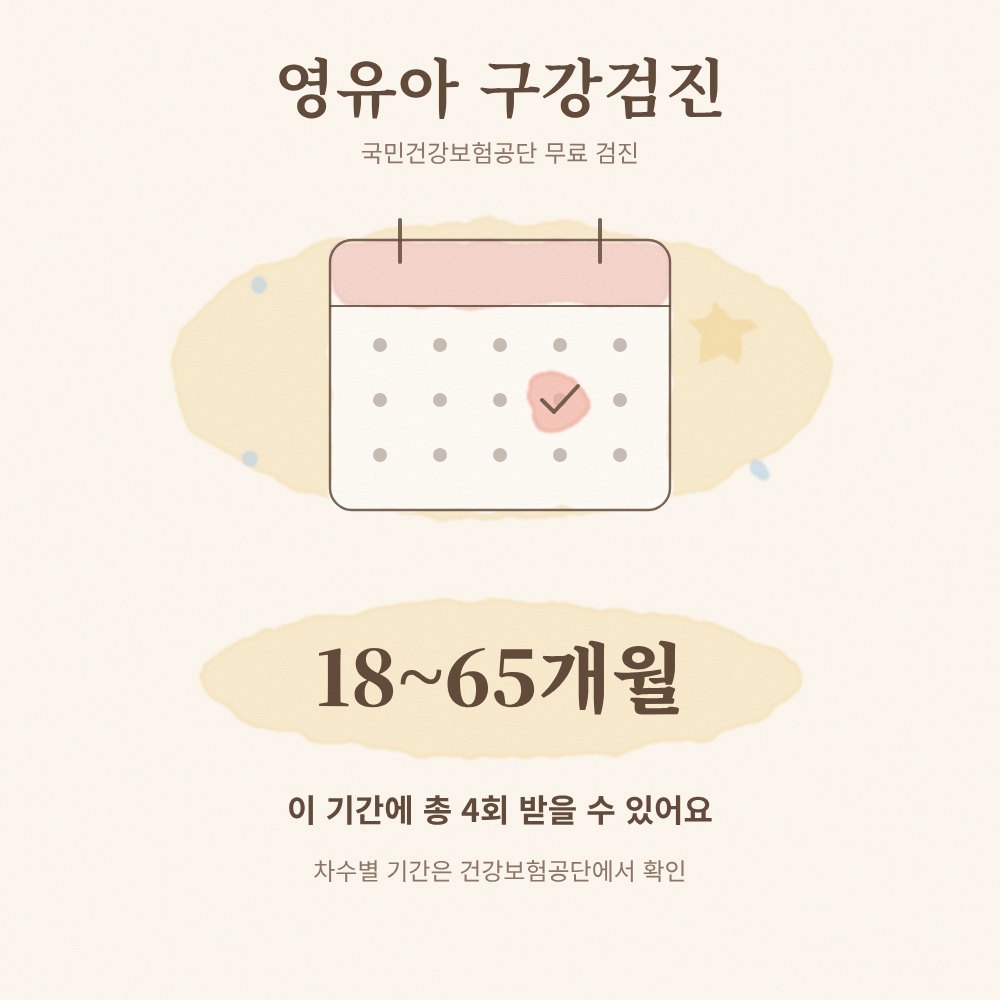 영유아 구강검진
국민건강보험공단 무료 검진
18~65개월
이 기간에 총 4회 받을 수 있어요
차수별 기간은 건강보험공단에서 확인